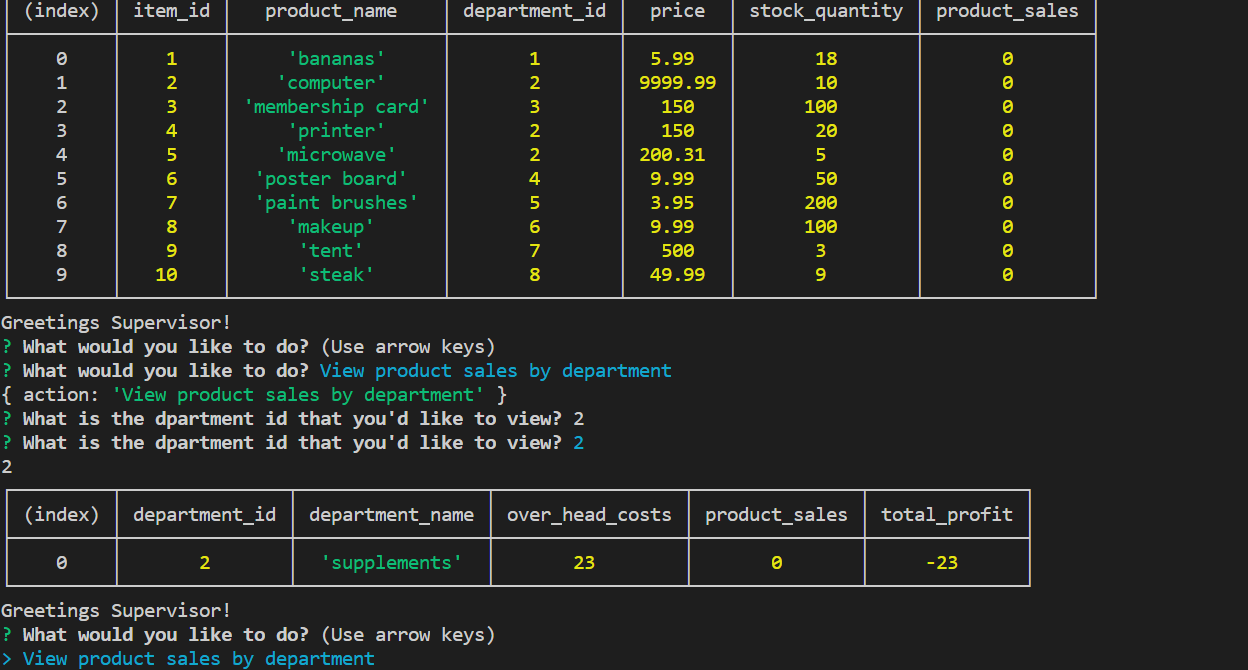 (index) item_id product_name department_id price stock_quantity product_sales
0 1 'bananas' 1 5.99 18 0
1 2 'computer' 2 9999.99 10 0
2 3 'membership card' 3 150 100 0
3 4 'printer' 2 150 20 0
4 5 'microwave' 2 200.31 5 0
5 6 'poster board' 4 9.99 50 0
6 7 'paint brushes' 5 3.95 200 0
7 8 'makeup' 6 9.99 100 0
8 9 'tent' 7 500 3 0
9 10 'steak' 8 49.99 9 0
Greetings Supervisor!
? What would you like to do? (Use arrow keys)
? What would you like to do? View product sales by department
{ action: 'View product sales by department' }
? What is the dpartment id that you'd like to view? 2
? What is the dpartment id that you'd like to view? 2
2
(index) department_id department_name over_head_costs product_sales total_profit
0 2 'supplements' 23 0 -23
Greetings Supervisor!
? What would you like to do? (Use arrow keys)
> View product sales by department